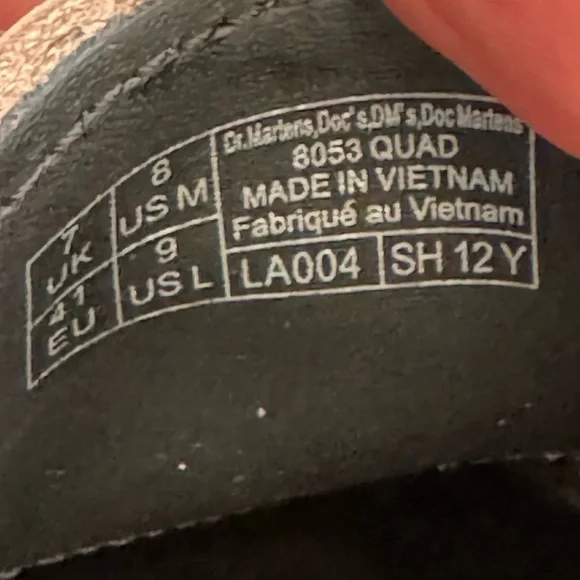 7
UK
41
EU
8
US M
9
US L
Dr.Martens,Doc's,DM's,Doc Martens
8053 QUAD
MADE IN VIETNAM
Fabriqué au Vietnam
LA004
SH 12 Y